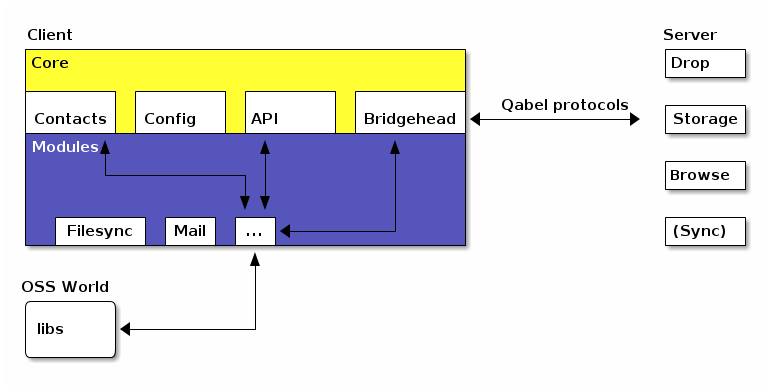 Client
Server
Core
Drop
Contacts
Config
API
Bridgehead
Qabel protocols
Storage
Modules
Browse
Filesync
Mail
...
(Sync)
OSS World
libs